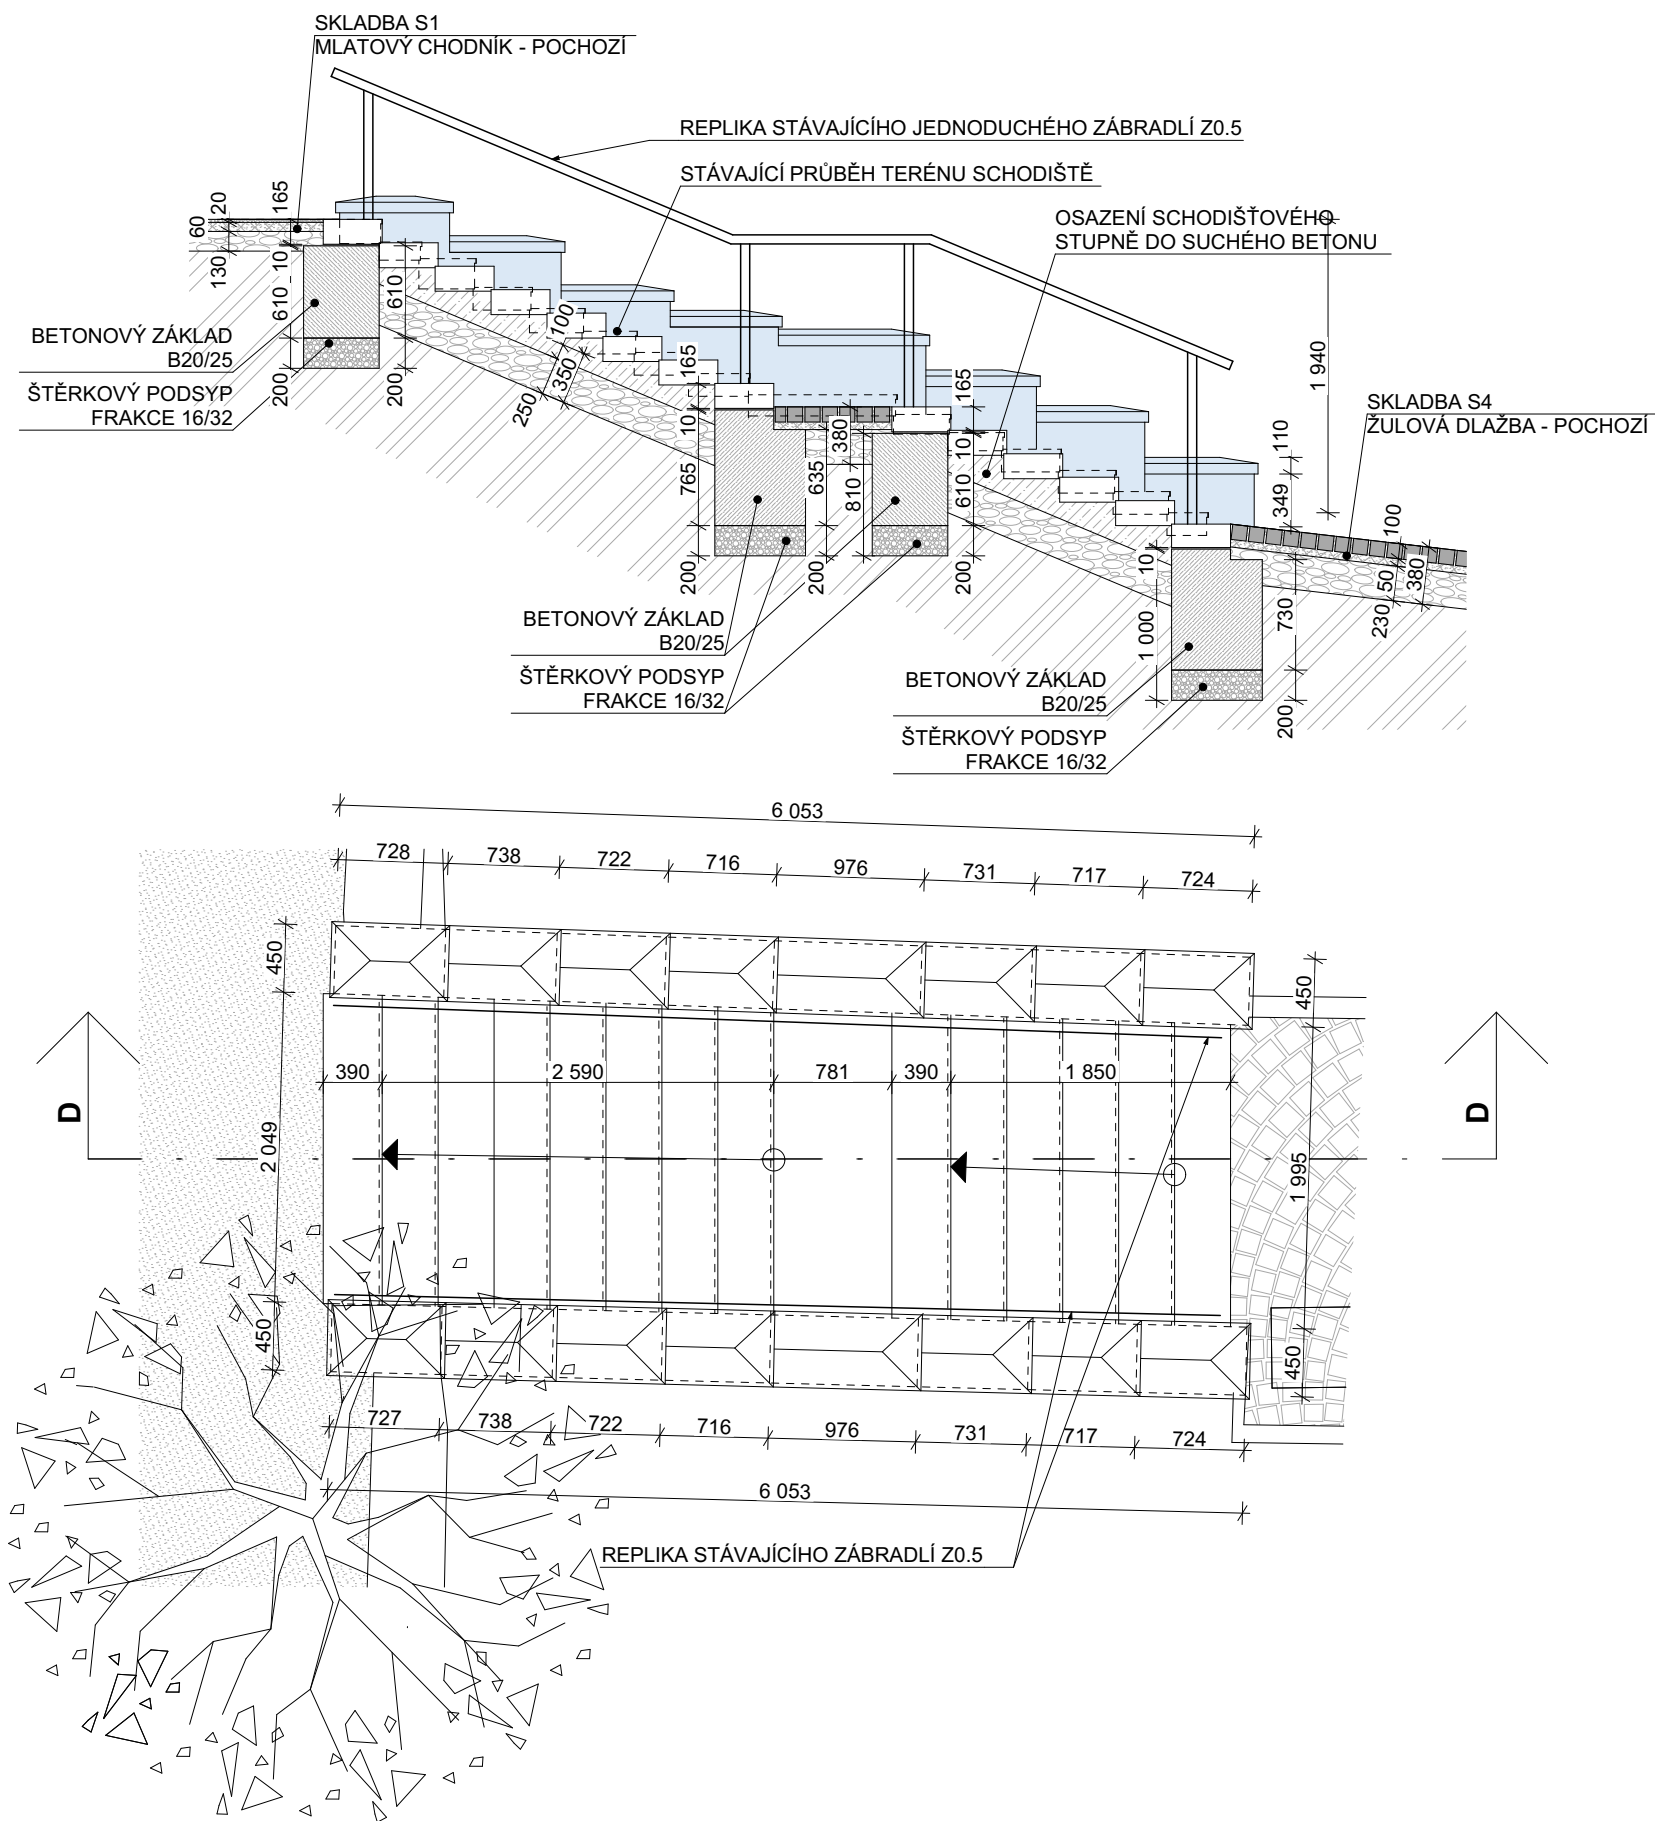 SKLADBA S1
MLATOVÝ CHODNÍK - POCHOZÍ
REPLIKA STÁVAJÍCÍHO JEDNODUCHÉHO ZÁBRADLÍ Z0.5
STÁVAJÍCÍ PRŮBĚH TERÉNU SCHODIŠTĚ
OSAZENÍ SCHODIŠŤOVÉHO
STUPNĚ DO SUCHÉHO BETONU
20
165
60
130
10
610
610
200
200
BETONOVÝ ZÁKLAD
B20/25
ŠTĚRKOVÝ PODSYP
FRAKCE 16/32
100
350
250
165
10
765
200
635
200
380
810
165
10
610
200
1 940
SKLADBA S4
ŽULOVÁ DLAŽBA - POCHOZÍ
110
349
100
50
380
230
10
1 000
730
200
BETONOVÝ ZÁKLAD
B20/25
ŠTĚRKOVÝ PODSYP
FRAKCE 16/32
BETONOVÝ ZÁKLAD
B20/25
ŠTĚRKOVÝ PODSYP
FRAKCE 16/32
6 053
728 738 722 716 976 731 717 724
450
450
390 2 590 781 390 1 850
D
D
2 049
1 995
450
450
727 738 722 716 976 731 717 724
6 053
REPLIKA STÁVAJÍCÍHO ZÁBRADLÍ Z0.5